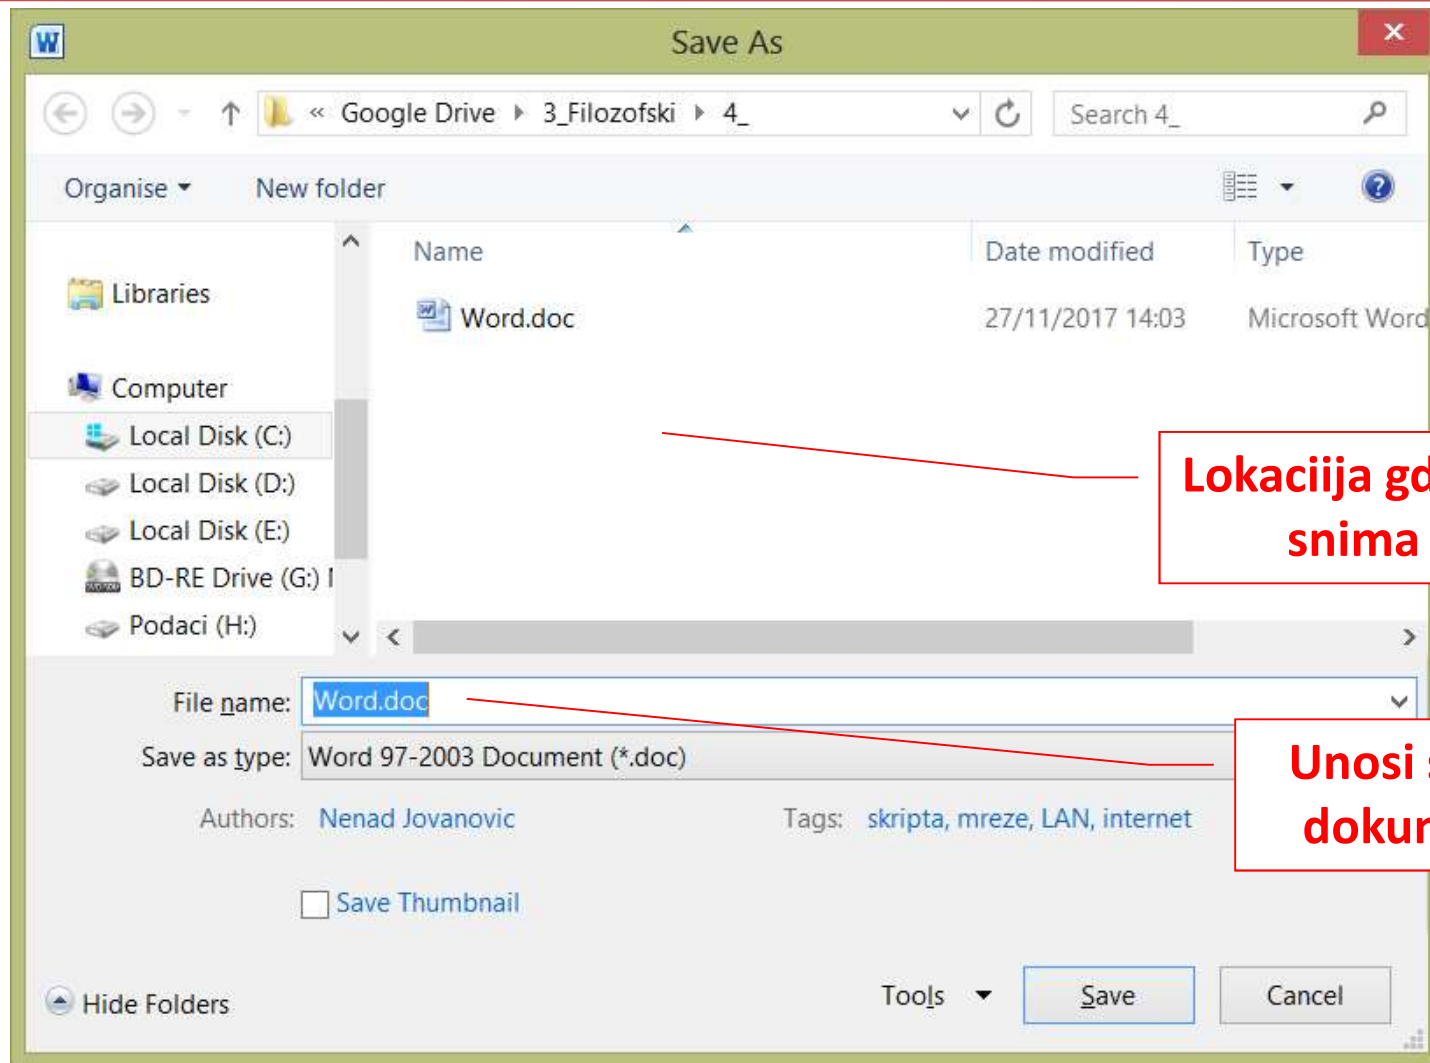 Save As
« Google Drive 3_Filozofski 4_
Search 4_
Organise New folder
Name Date modified Type
Libraries
Word.doc 27/11/2017 14:03 Microsoft Word
Computer
Local Disk (C:)
Local Disk (D:)
Local Disk (E:)
BD-RE Drive (G:)
Podaci (H:)
Lokaciija
snima
File name: Word.doc
Save as type: Word 97-2003 Document (*.doc)
Unosi
Authors: Nenad Jovanovic Tags: skripta, mreze, LAN, internet
Save Thumbnail
Hide Folders Tools Save Cancel